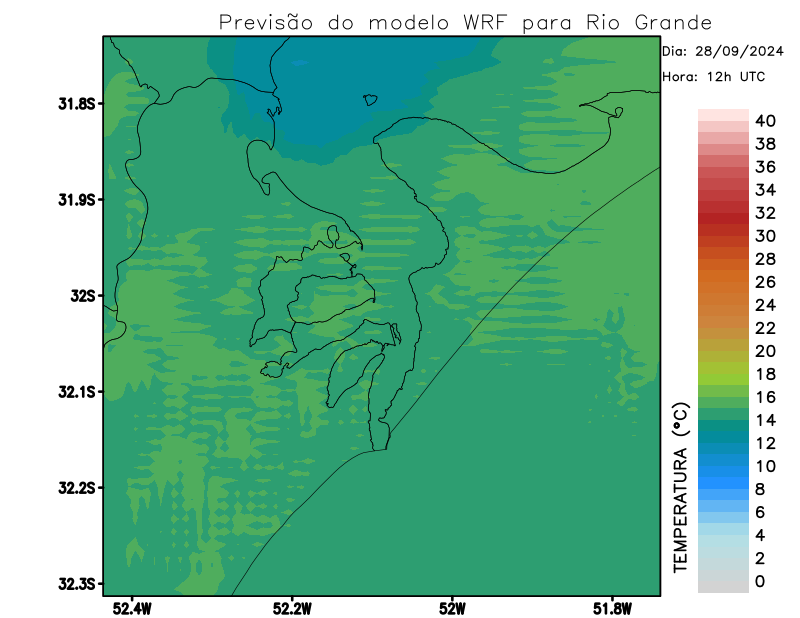 Previsão do modelo WRF para Rio Grande
Dia: 28/09/2024
Hora: 12h UTC
31.8S
31.9S
32S
32.1S
32.2S
32.3S
52.4W
52.2W
52W
51.8W
TEMPERATURA (°C)
40
38
36
34
32
30
28
26
24
22
20
18
16
14
12
10
8
6
4
2
0